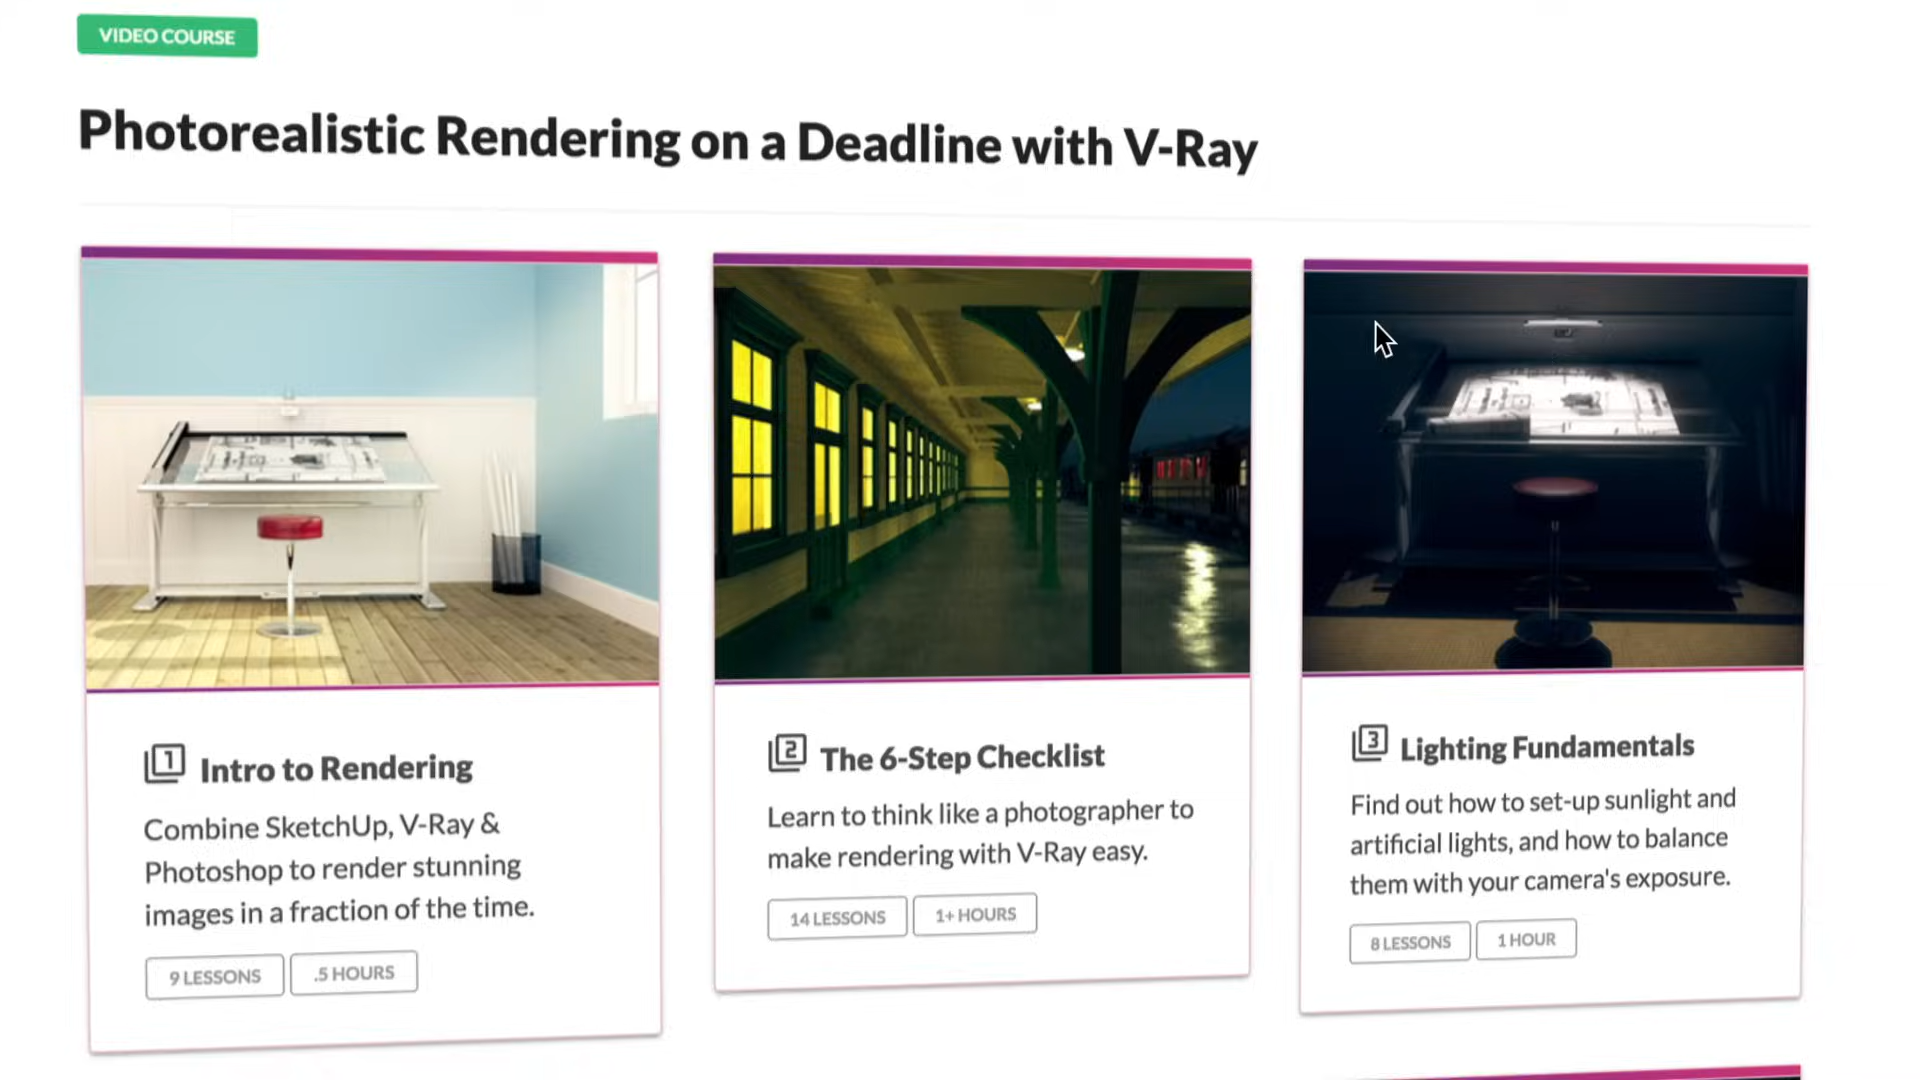 VIDEO COURSE
Photorealistic Rendering on a Deadline with V-Ray
1 Intro to Rendering
Combine SketchUp, V-Ray &
Photoshop to render stunning
images in a fraction of the time.
9 LESSONS .5 HOURS
2 The 6-Step Checklist
Learn to think like a photographer to
make rendering with V-Ray easy.
14 LESSONS 1+ HOURS
3 Lighting Fundamentals
Find out how to set-up sunlight and
artificial lights, and how to balance
them with your camera's exposure.
8 LESSONS 1 HOUR